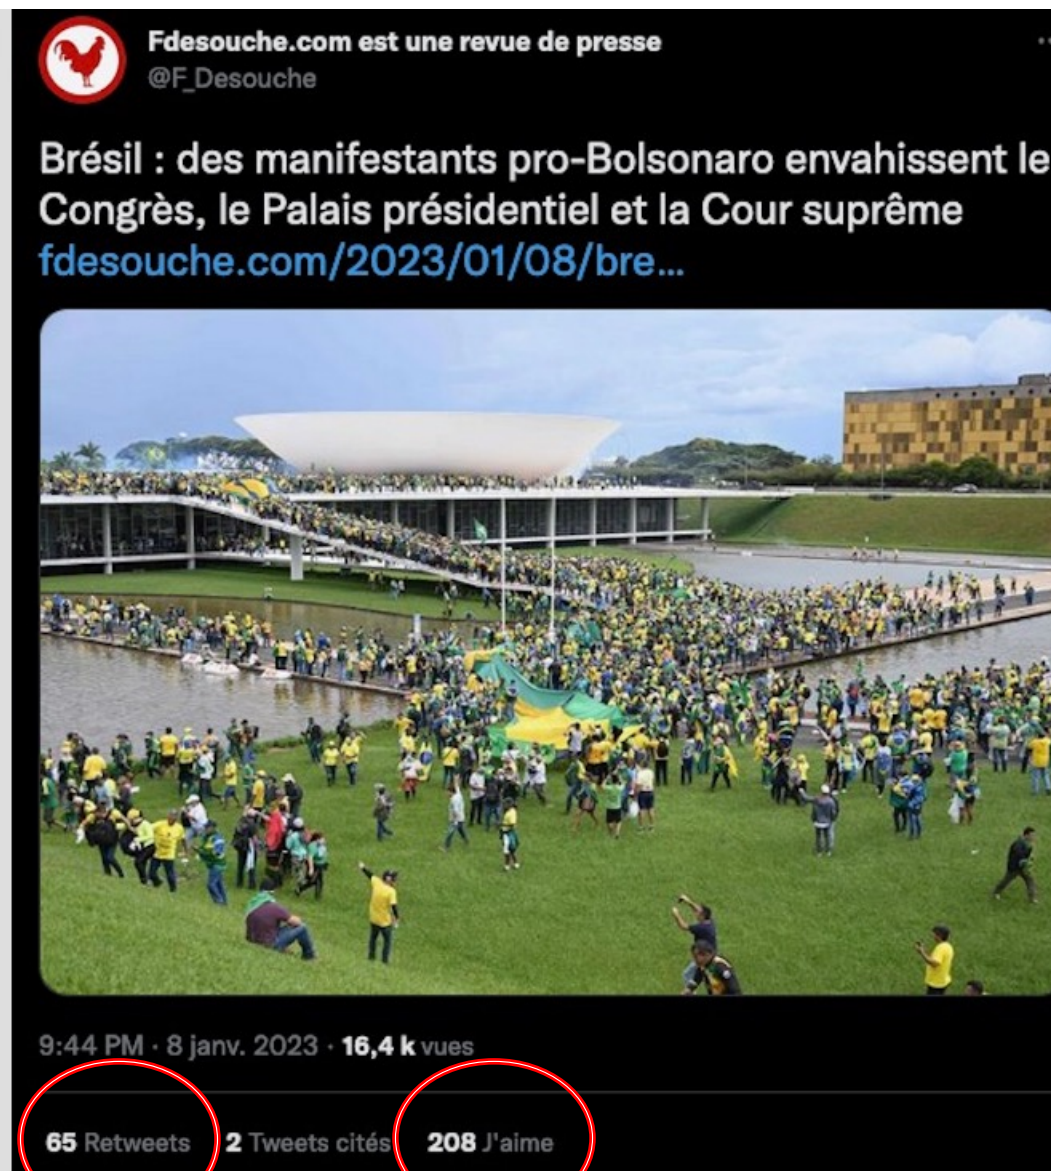 Fdesouche.com est une revue de presse
@F_Desouche
Brésil : des manifestants pro-Bolsonaro envahissent le
Congrès, le Palais présidentiel et la Cour suprême
fdesouche.com/2023/01/08/bre...
9:44 PM · 8 janv. 2023 · 16,4 k vues
65 Retweets 2 Tweets cités 208 J'aime